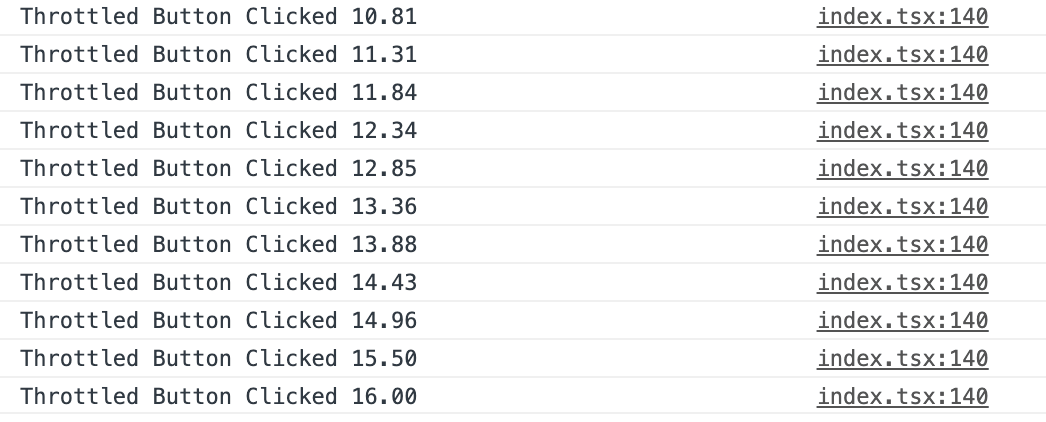 Throttled Button Clicked 10.81 index.tsx:140
Throttled Button Clicked 11.31 index.tsx:140
Throttled Button Clicked 11.84 index.tsx:140
Throttled Button Clicked 12.34 index.tsx:140
Throttled Button Clicked 12.85 index.tsx:140
Throttled Button Clicked 13.36 index.tsx:140
Throttled Button Clicked 13.88 index.tsx:140
Throttled Button Clicked 14.43 index.tsx:140
Throttled Button Clicked 14.96 index.tsx:140
Throttled Button Clicked 15.50 index.tsx:140
Throttled Button Clicked 16.00 index.tsx:140